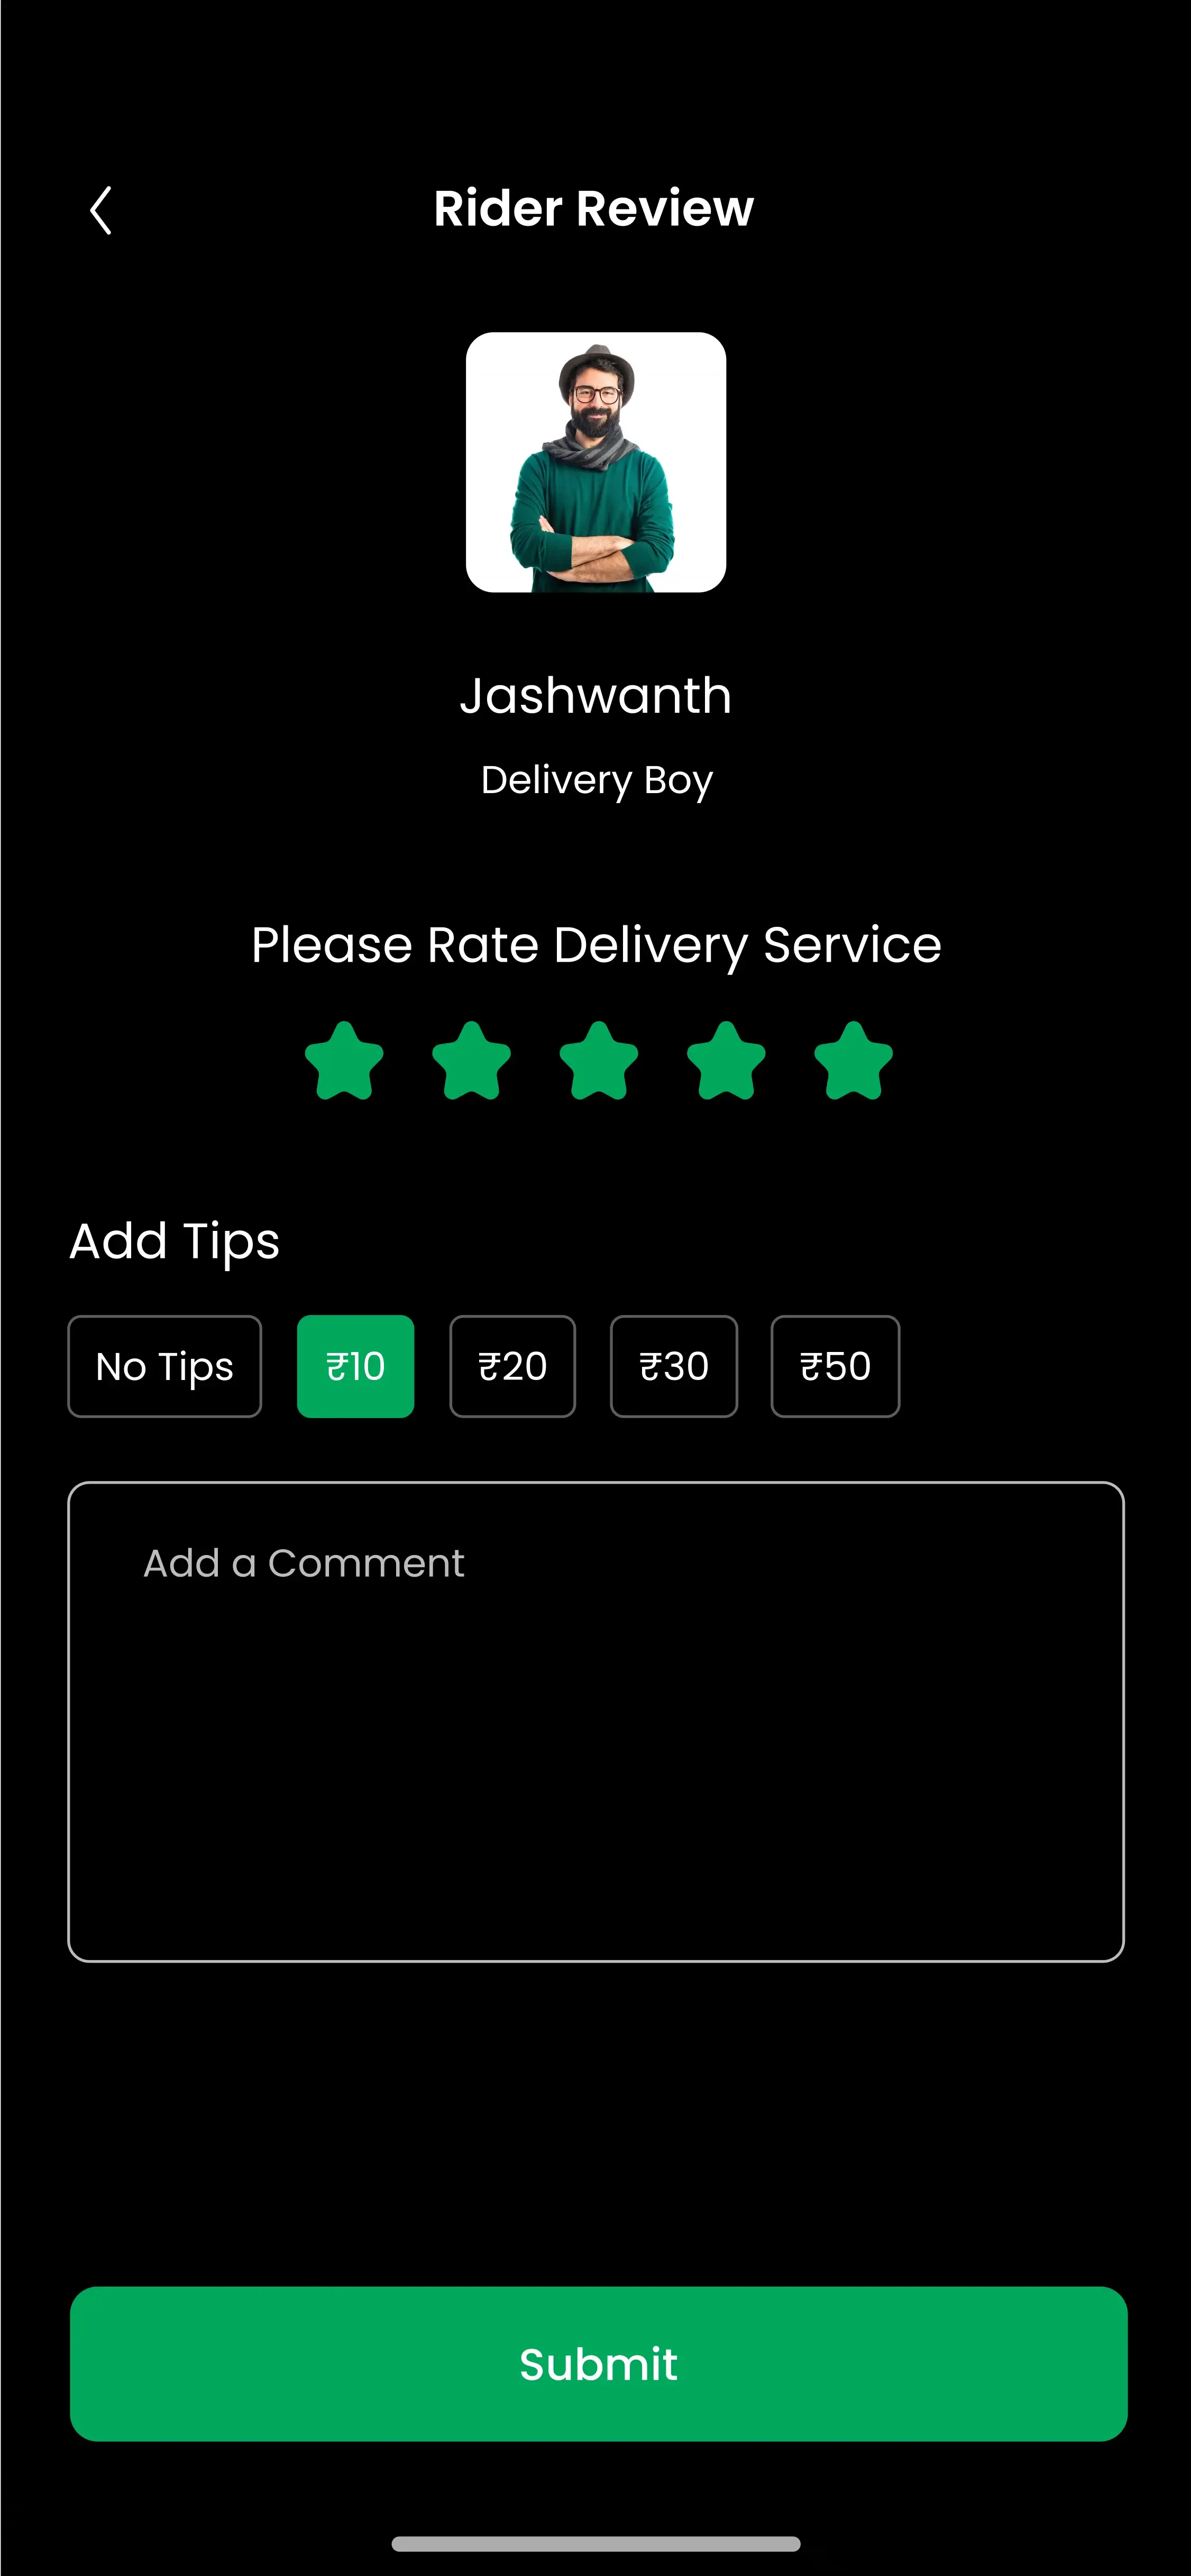 Rider Review
Jashwanth
Delivery Boy
Please Rate Delivery Service
Add Tips
No Tips ₹10 ₹20 ₹30 ₹50
Add a Comment
Submit